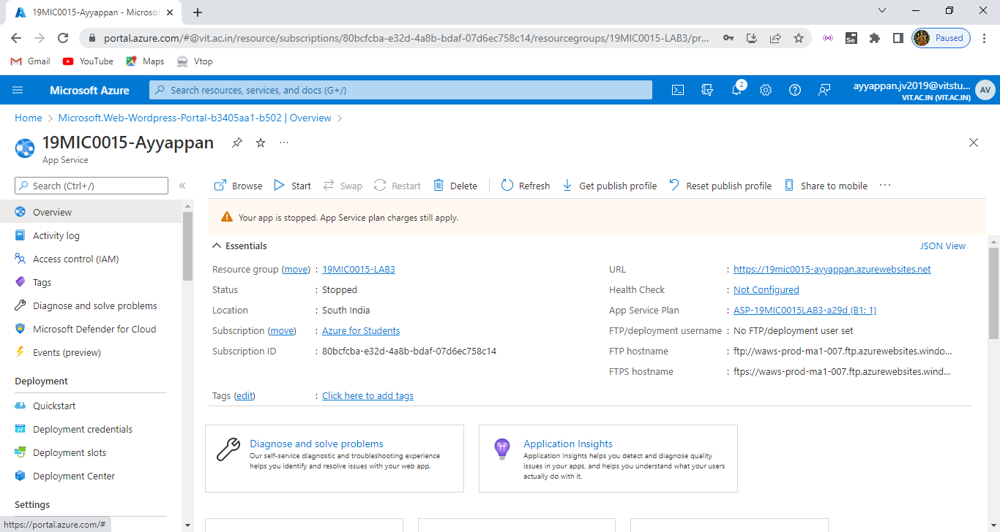 19MIC0015-Ayyappan - Microsof
portal.azure.com/#@vit.ac.in/resource/subscriptions/80bcfcba-e32d-4a8b-bdaf-07d6ec758c14/resourcegroups/19MIC0015-LAB3/pr...
Se
Paused
Gmail
YouTube
Maps
Vtop
Microsoft Azure
Search resources, services, and docs (G+/)
2
ayyappan.jv2019@vitstu...
VIT.AC.IN (VIT.AC.IN)
AV
Home > Microsoft.Web-Wordpress-Portal-b3405aa1-b502 | Overview >
19MIC0015-Ayyappan
...
App Service
Search (Ctrl+/)
«
Browse
Start
Swap
Restart
Delete
Refresh
Get publish profile
Reset publish profile
Share to mobile
...
Overview
Activity log
Access control (IAM)
Tags
Diagnose and solve problems
Microsoft Defender for Cloud
Events (preview)
Deployment
Quickstart
Deployment credentials
Deployment slots
Deployment Center
Settings
https://portal.azure.com/#
Your app is stopped. App Service plan charges still apply.
Essentials
JSON View
Resource group (move) : 19MIC0015-LAB3
Status : Stopped
Location : South India
Subscription (move) : Azure for Students
Subscription ID : 80bcfcba-e32d-4a8b-bdaf-07d6ec758c14
URL : https://19mic0015-ayyappan.azurewebsites.net
Health Check : Not Configured
App Service Plan : ASP-19MIC0015LAB3-a29d (B1: 1)
FTP/deployment username : No FTP/deployment user set
FTP hostname : ftp://waws-prod-ma1-007.ftp.azurewebsites.windo...
FTPS hostname : ftps://waws-prod-ma1-007.ftp.azurewebsites.wind...
Tags (edit) : Click here to add tags
Diagnose and solve problems
Our self-service diagnostic and troubleshooting experience
helps you identify and resolve issues with your web app.
Application Insights
Application Insights helps you detect and diagnose quality
issues in your apps, and helps you understand what your users
actually do with it.